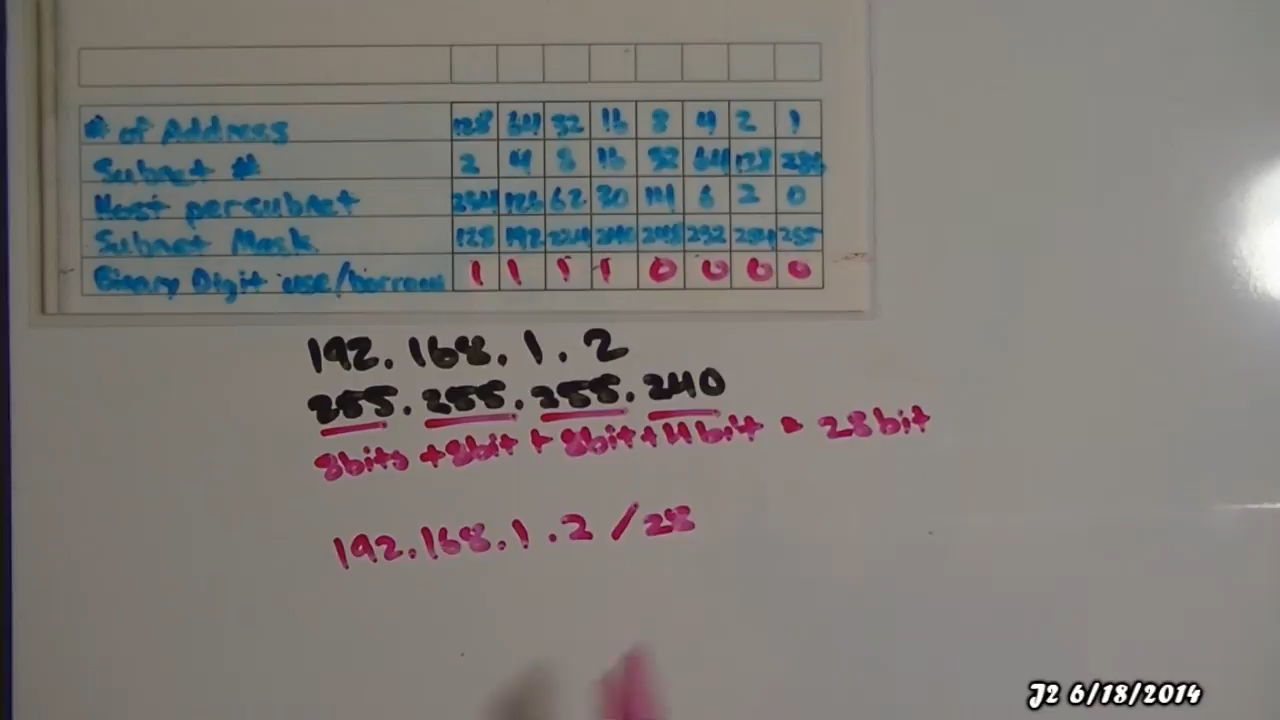 # of Address 128 64 32 16 8 4 2 1
Subnet # 2 4 8 16 32 64 128 256
Host per subnet 254 126 62 30 14 6 2 0
Subnet Mask 128 192 224 240 248 252 254 255
Binary Digit use/borrow 1 1 1 1 0 0 0 0
192.168.1.2
255.255.255.240
8bits +8bit + 8bit+4bit = 28bit
192.168.1.2 /28
J2 6/18/2014